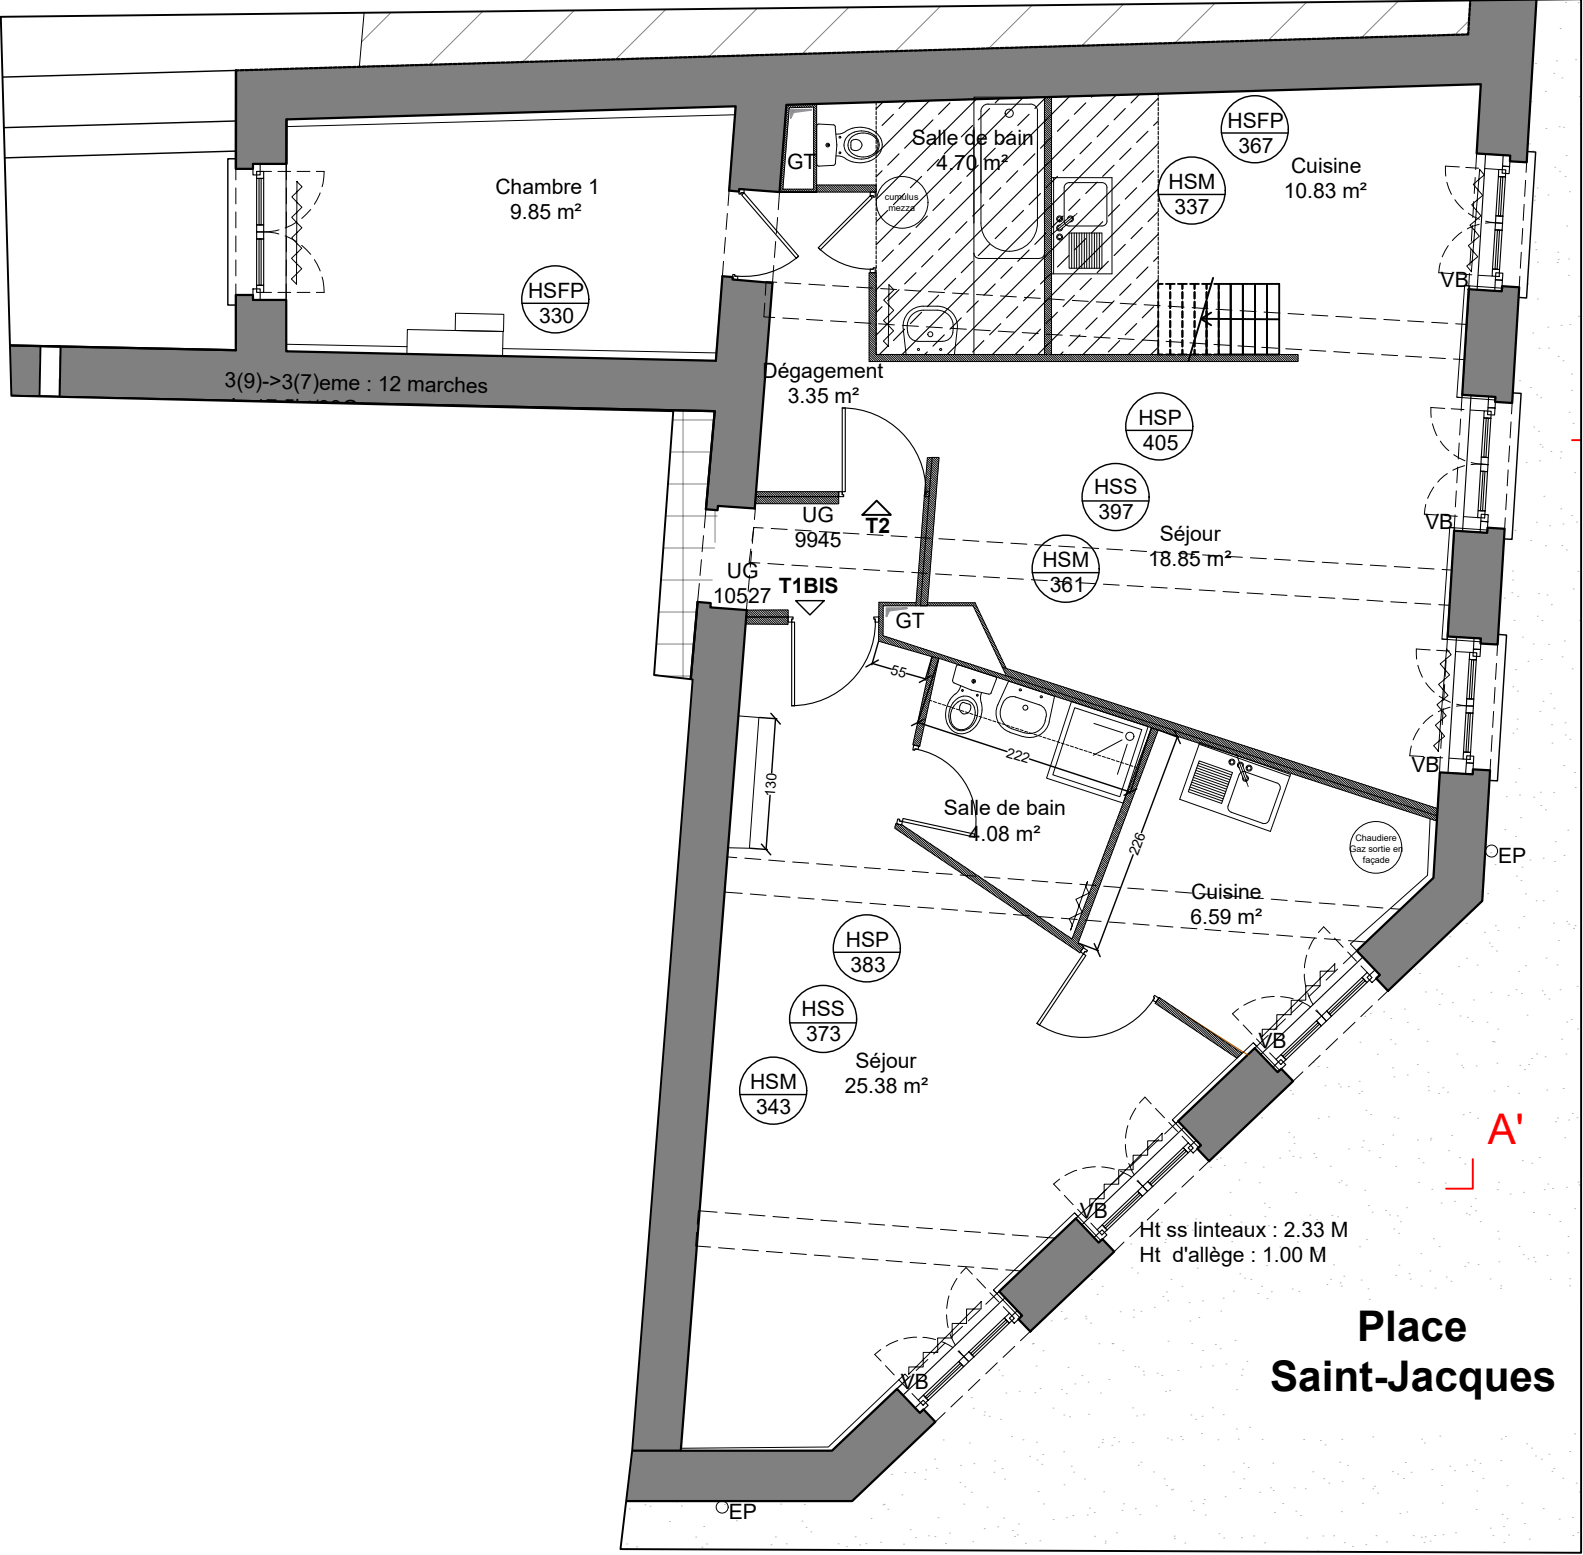 Salle de bain
4.70 m²
HSFP
367
Cuisine
10.83 m²
HSM
337
GT
cumulus
mezza
Chambre 1
9.85 m²
HSFP
330
VB
3(9)->3(7)eme : 12 marches
Dégagement
3.35 m²
HSP
405
HSS
397
Séjour
18.85 m²
HSM
361
VB
UG
9945
T2
UG
10527
T1BIS
GT
55
222
130
VB
Salle de bain
4.08 m²
226
Chaudiere
Gaz sortie en
façade
EP
Cuisine
6.59 m²
HSP
383
HSS
373
Séjour
25.38 m²
HSM
343
VB
A'
VB
Ht ss linteaux : 2.33 M
Ht d'allège : 1.00 M
Place
Saint-Jacques
VB
EP